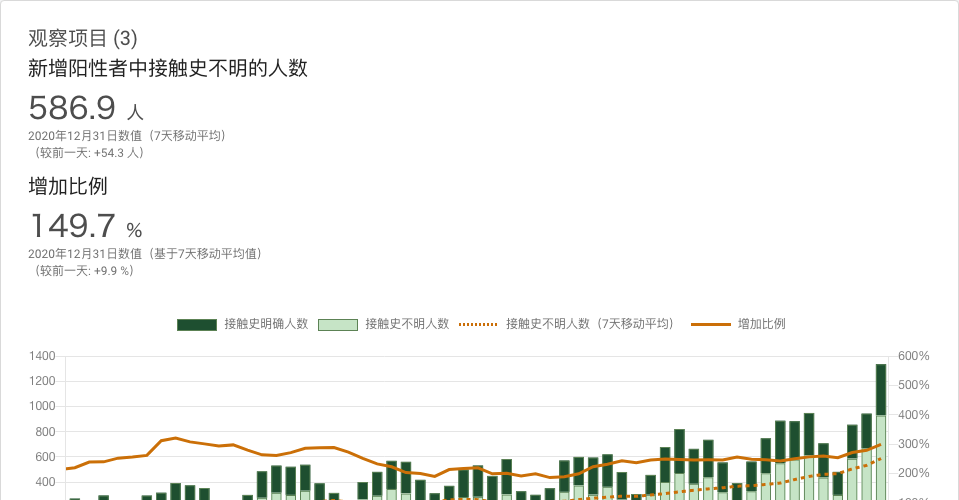 观察项目 (3)
新增阳性者中接触史不明的人数
586.9 人
2020年12月31日数值（7天移动平均）
（较前一天: +54.3 人）
增加比例
149.7 %
2020年12月31日数值（基于7天移动平均值）
（较前一天: +9.9 %）
接触史明确人数 接触史不明人数 接触史不明人数（7天移动平均） 增加比例
1400 600%
1200 500%
1000 400%
800 300%
600 200%
400